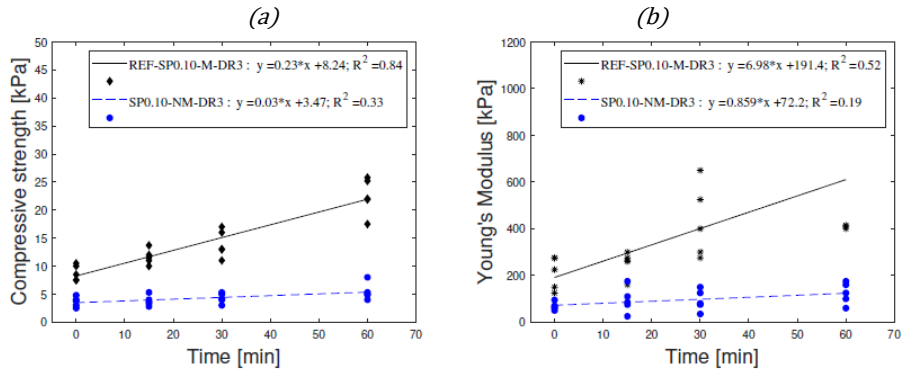 (a)
50
45
40
35
30
25
20
15
10
5
0
Compressive strength [kPa]
REF-SP0.10-M-DR3 : y =0.23*x +8.24; R² =0.84
SP0.10-NM-DR3 : y =0.03*x +3.47; R² =0.33
0 10 20 30 40 50 60 70
Time [min]
(b)
1200
1000
800
600
400
200
0
Young's Modulus [kPa]
REF-SP0.10-M-DR3 : y =6.98*x +191.4; R² =0.52
SP0.10-NM-DR3 : y =0.859*x +72.2; R² =0.19
0 10 20 30 40 50 60 70
Time [min]